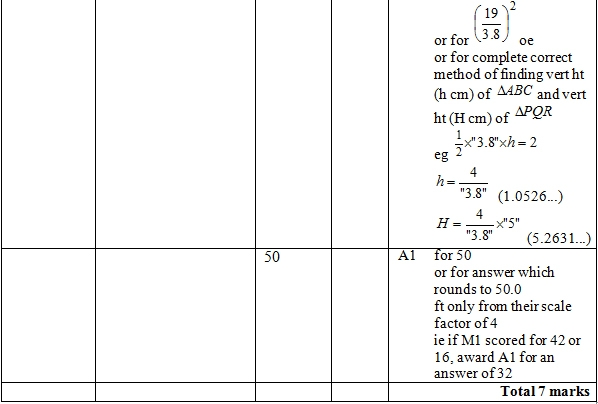 or for (19/3.8)² oe
or for complete correct
method of finding vert ht
(h cm) of ΔABC and vert
ht (H cm) of ΔPQR
eg 1/2×"3.8"×h = 2
h = 4/"3.8" (1.0526...)
H = 4/"3.8"×"5" (5.2631...)
50 A1 for 50
or for answer which
rounds to 50.0
ft only from their scale
factor of 4
ie if M1 scored for 42 or
16, award A1 for an
answer of 32
Total 7 marks